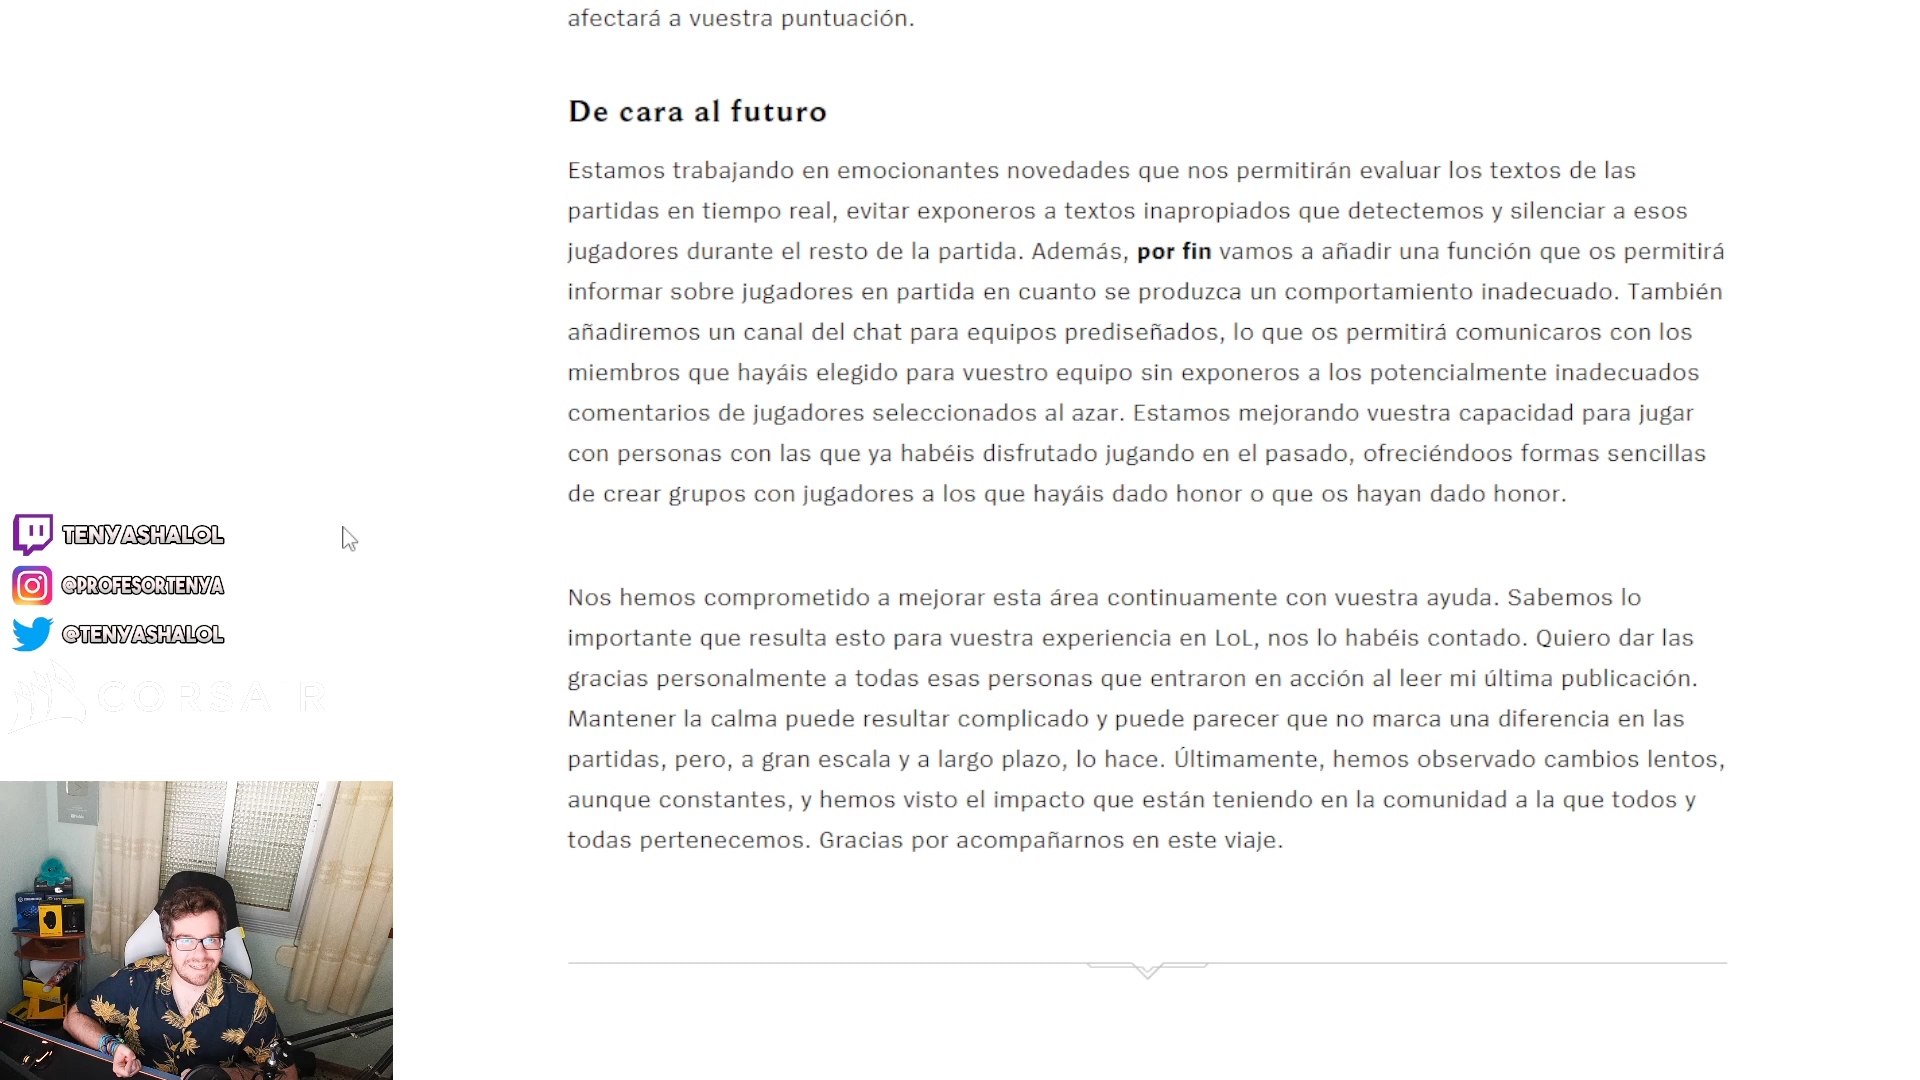 afectará a vuestra puntuación.
De cara al futuro
Estamos trabajando en emocionantes novedades que nos permitirán evaluar los textos de las
partidas en tiempo real, evitar exponeros a textos inapropiados que detectemos y silenciar a esos
jugadores durante el resto de la partida. Además, por fin vamos a añadir una función que os permitirá
informar sobre jugadores en partida en cuanto se produzca un comportamiento inadecuado. También
añadiremos un canal del chat para equipos prediseñados, lo que os permitirá comunicaros con los
miembros que hayáis elegido para vuestro equipo sin exponeros a los potencialmente inadecuados
comentarios de jugadores seleccionados al azar. Estamos mejorando vuestra capacidad para jugar
con personas con las que ya habéis disfrutado jugando en el pasado, ofreciéndoos formas sencillas
de crear grupos con jugadores a los que hayáis dado honor o que os hayan dado honor.
Nos hemos comprometido a mejorar esta área continuamente con vuestra ayuda. Sabemos lo
importante que resulta esto para vuestra experiencia en LoL, nos lo habéis contado. Quiero dar las
gracias personalmente a todas esas personas que entraron en acción al leer mi última publicación.
Mantener la calma puede resultar complicado y puede parecer que no marca una diferencia en las
partidas, pero, a gran escala y a largo plazo, lo hace. Últimamente, hemos observado cambios lentos,
aunque constantes, y hemos visto el impacto que están teniendo en la comunidad a la que todos y
todas pertenecemos. Gracias por acompañarnos en este viaje.
TENYASHALOL
@PROFESORTENYA
@TENYASHALOL
CORSAIR